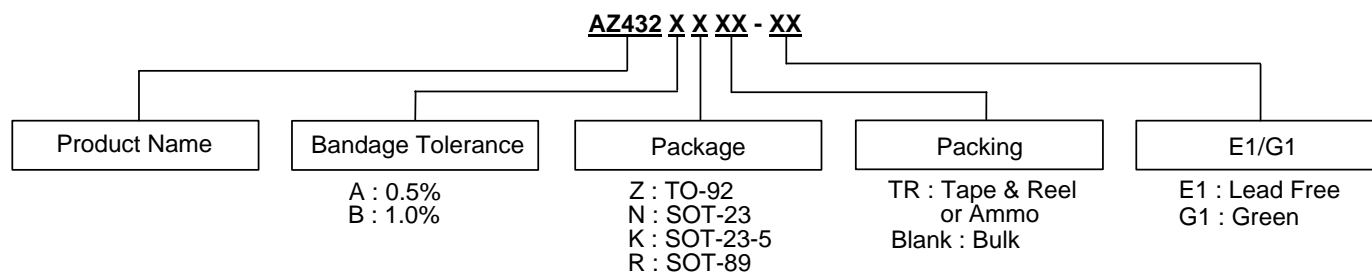 AZ432 X X XX - XX
Product Name
Bandage Tolerance
A : 0.5%
B : 1.0%
Package
Z : TO-92
N : SOT-23
K : SOT-23-5
R : SOT-89
Packing
TR : Tape & Reel
or Ammo
Blank : Bulk
E1/G1
E1 : Lead Free
G1 : Green